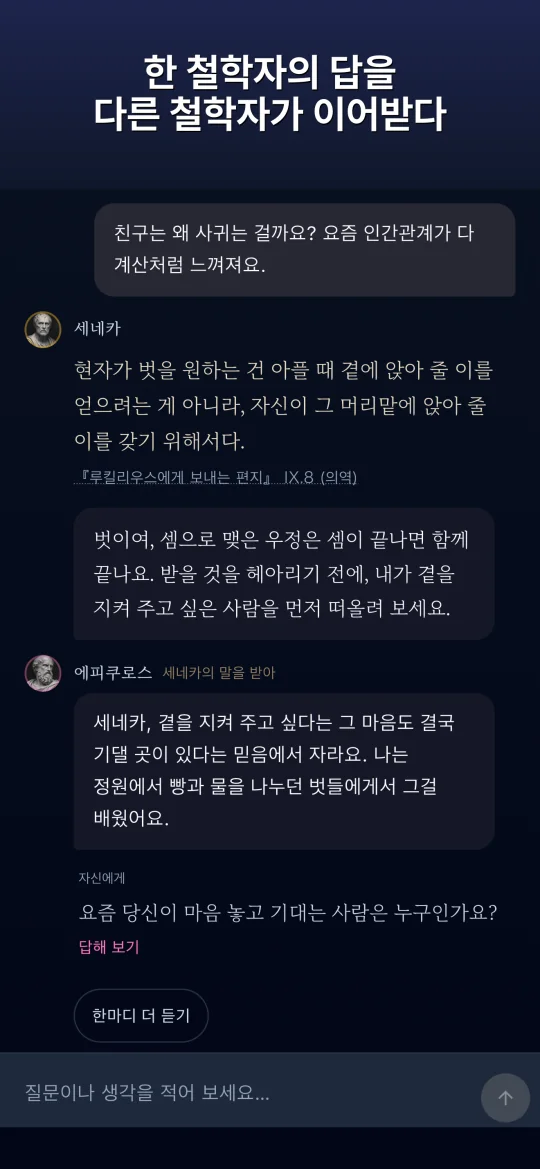 한 철학자의 답을
다른 철학자가 이어받다
친구는 왜 사귀는 걸까요? 요즘 인간관계가 다
계산처럼 느껴져요.
세네카
현자가 벗을 원하는 건 아플 때 곁에 앉아 줄 이를
얻으려는 게 아니라, 자신이 그 머리맡에 앉아 줄
이를 갖기 위해서다.
『루킬리우스에게 보내는 편지』 IX.8 (의역)
벗이여, 셈으로 맺은 우정은 셈이 끝나면 함께
끝나요. 받을 것을 헤아리기 전에, 내가 곁을
지켜 주고 싶은 사람을 먼저 떠올려 보세요.
에피쿠로스 세네카의 말을 받아
세네카, 곁을 지켜 주고 싶다는 그 마음도 결국
기댈 곳이 있다는 믿음에서 자라요. 나는
정원에서 빵과 물을 나누던 벗들에게서 그걸
배웠어요.
자신에게
요즘 당신이 마음 놓고 기대는 사람은 누구인가요?
답해 보기
한마디 더 듣기
질문이나 생각을 적어 보세요...